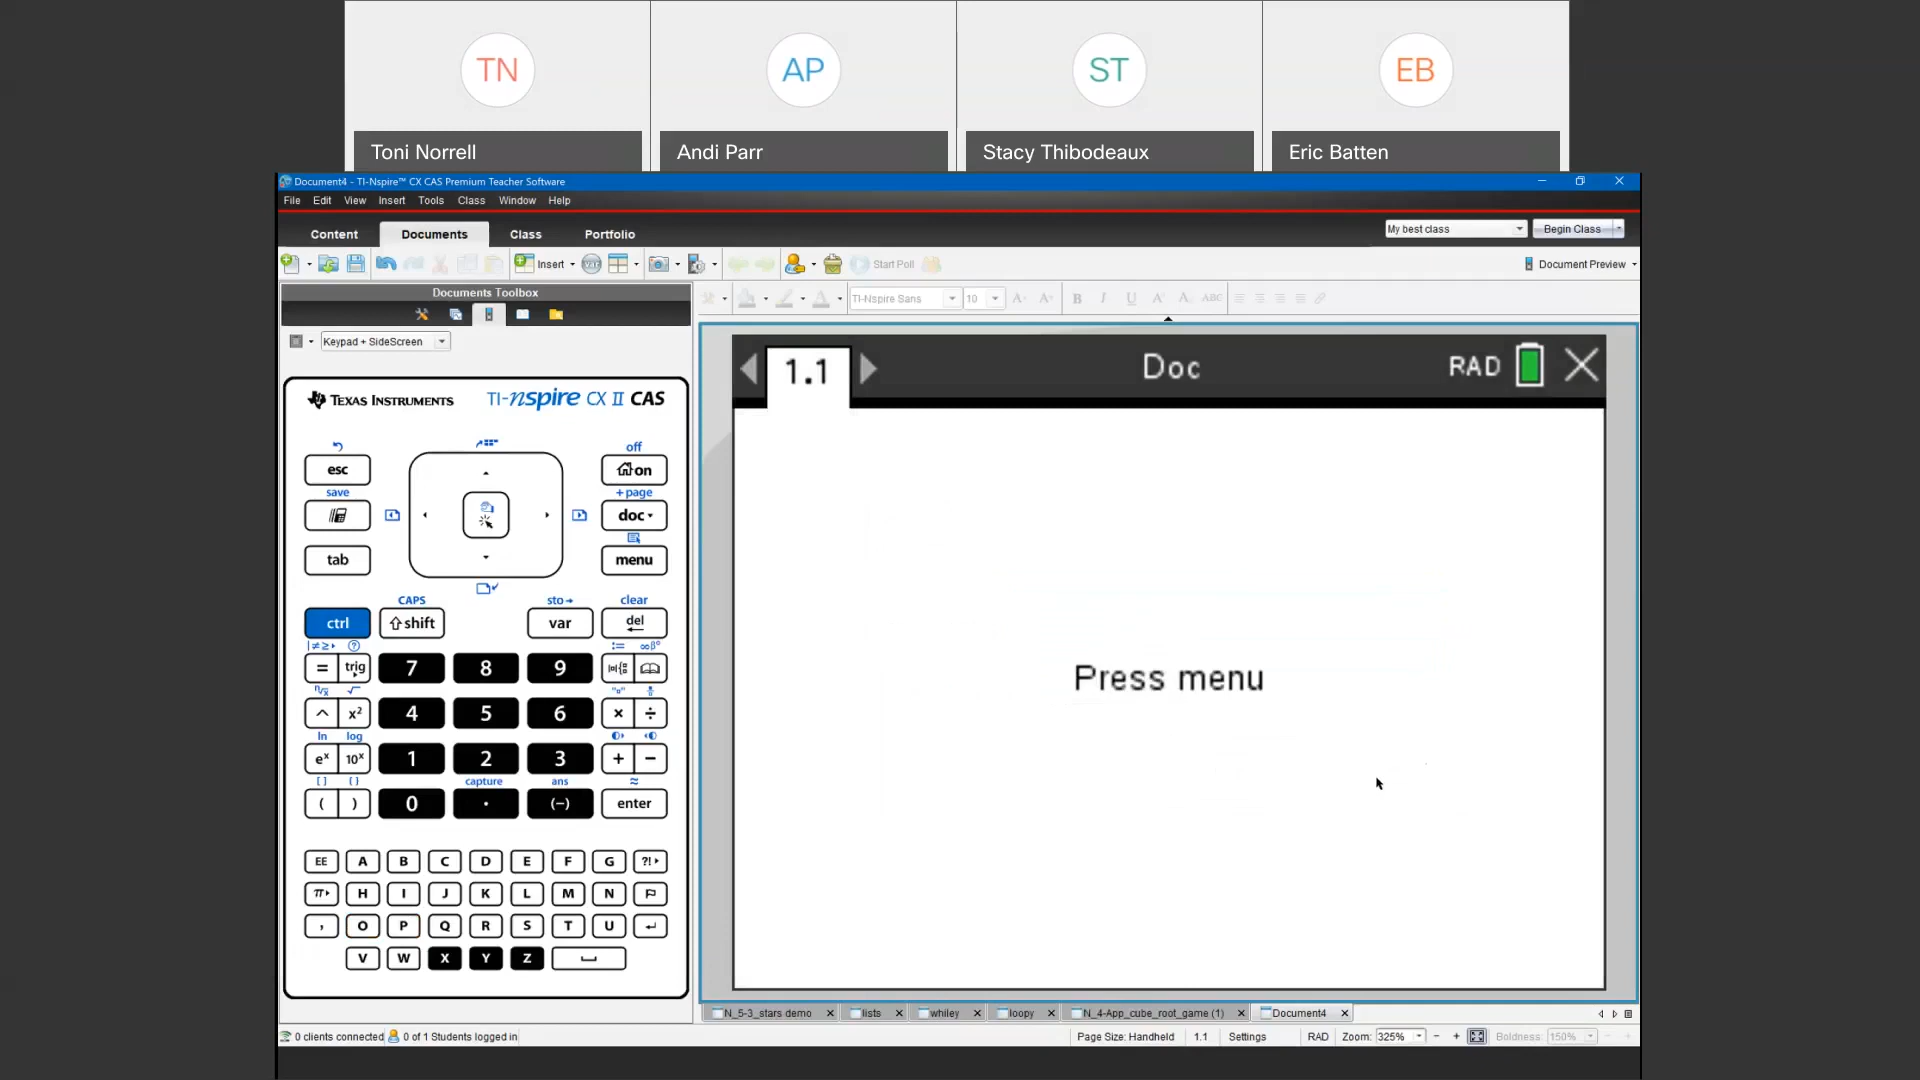 TN
AP
ST
EB
Toni Norrell
Andi Parr
Stacy Thibodeaux
Eric Batten
Document4 - TI-Nspire™ CX CAS Premium Teacher Software
File Edit View Insert Tools Class Window Help
Content Documents Class Portfolio
My best class
Begin Class
Insert
Start Poll
Document Preview
Documents Toolbox
TI-Nspire Sans 10
B I U
Keypad + SideScreen
TEXAS INSTRUMENTS
TI-nspire CX II CAS
1.1
Doc
RAD
off
esc
on
save
+ page
doc
tab
menu
CAPS
sto→
clear
ctrl
shift
var
del
= trig 7 8 9
^ x² 4 5 6 × ÷
ln log
eˣ 10ˣ 1 2 3 + −
[ ] { } capture ans ≈
( ) 0 . (−) enter
EE A B C D E F G ?!▸
π▸ H I J K L M N
, O P Q R S T U
V W X Y Z
Press menu
N_5-3_stars demo
lists
whiley
loopy
N_4-App_cube_root_game (1)
Document4
0 clients connected
0 of 1 Students logged in
Page Size: Handheld
1.1
Settings
RAD
Zoom: 325%
Boldness: 150%